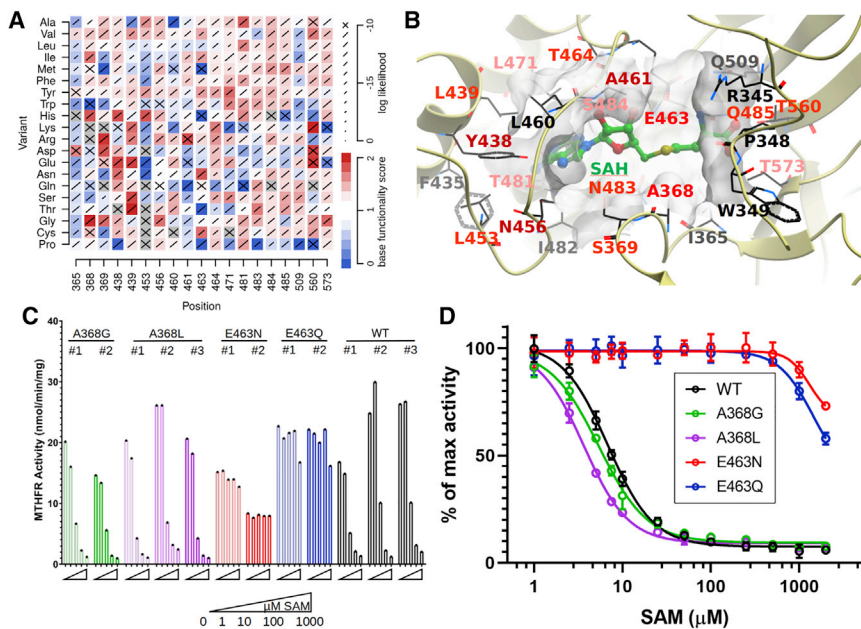 A
Variant
Ala
Val
Leu
Ile
Met
Phe
Tyr
Trp
His
Lys
Arg
Asp
Glu
Asn
Gln
Ser
Thr
Gly
Cys
Pro
365 368 369 438 439 453 456 460 461 463 464 471 481 483 484 485 509 560 573
Position
-10
-15
log likelihood
2
1
0
base functionality score
B
T464
Q509
L471
A461
R345
L439
S484
E463
Q485
T560
L460
P348
Y438
SAH
T573
F435
T481
N483
A368
W349
L453
N456
I482
S369
I365
C
MTHFR Activity (nmol/min/mg)
40
30
20
10
0
A368G A368L E463N E463Q WT
#1 #2 #1 #2 #3 #1 #2 #1 #2 #1 #2 #3
μM SAM
0 1 10 100 1000
D
% of max activity
100
50
0
WT
A368G
A368L
E463N
E463Q
1 10 100 1000
SAM (μM)